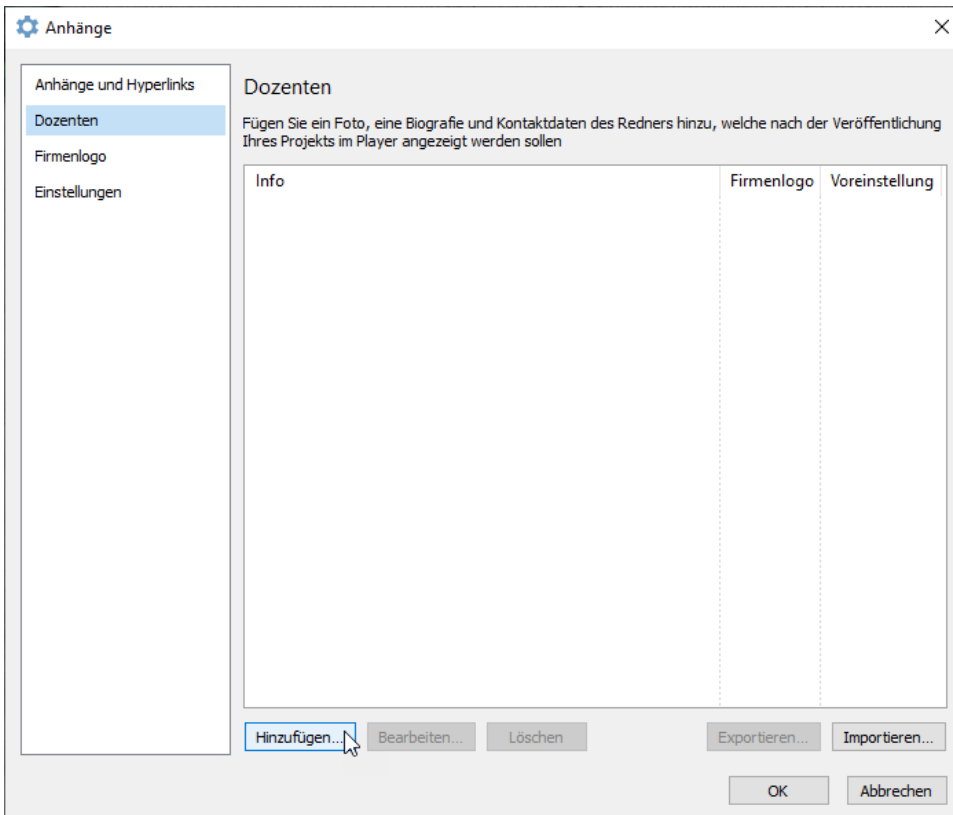 Anhänge
Anhänge und Hyperlinks
Dozenten
Firmenlogo
Einstellungen
Dozenten
Fügen Sie ein Foto, eine Biografie und Kontaktdaten des Redners hinzu, welche nach der Veröffentlichung
Ihres Projekts im Player angezeigt werden sollen
Info Firmenlogo Voreinstellung
Hinzufügen... Bearbeiten... Löschen Exportieren... Importieren...
OK Abbrechen